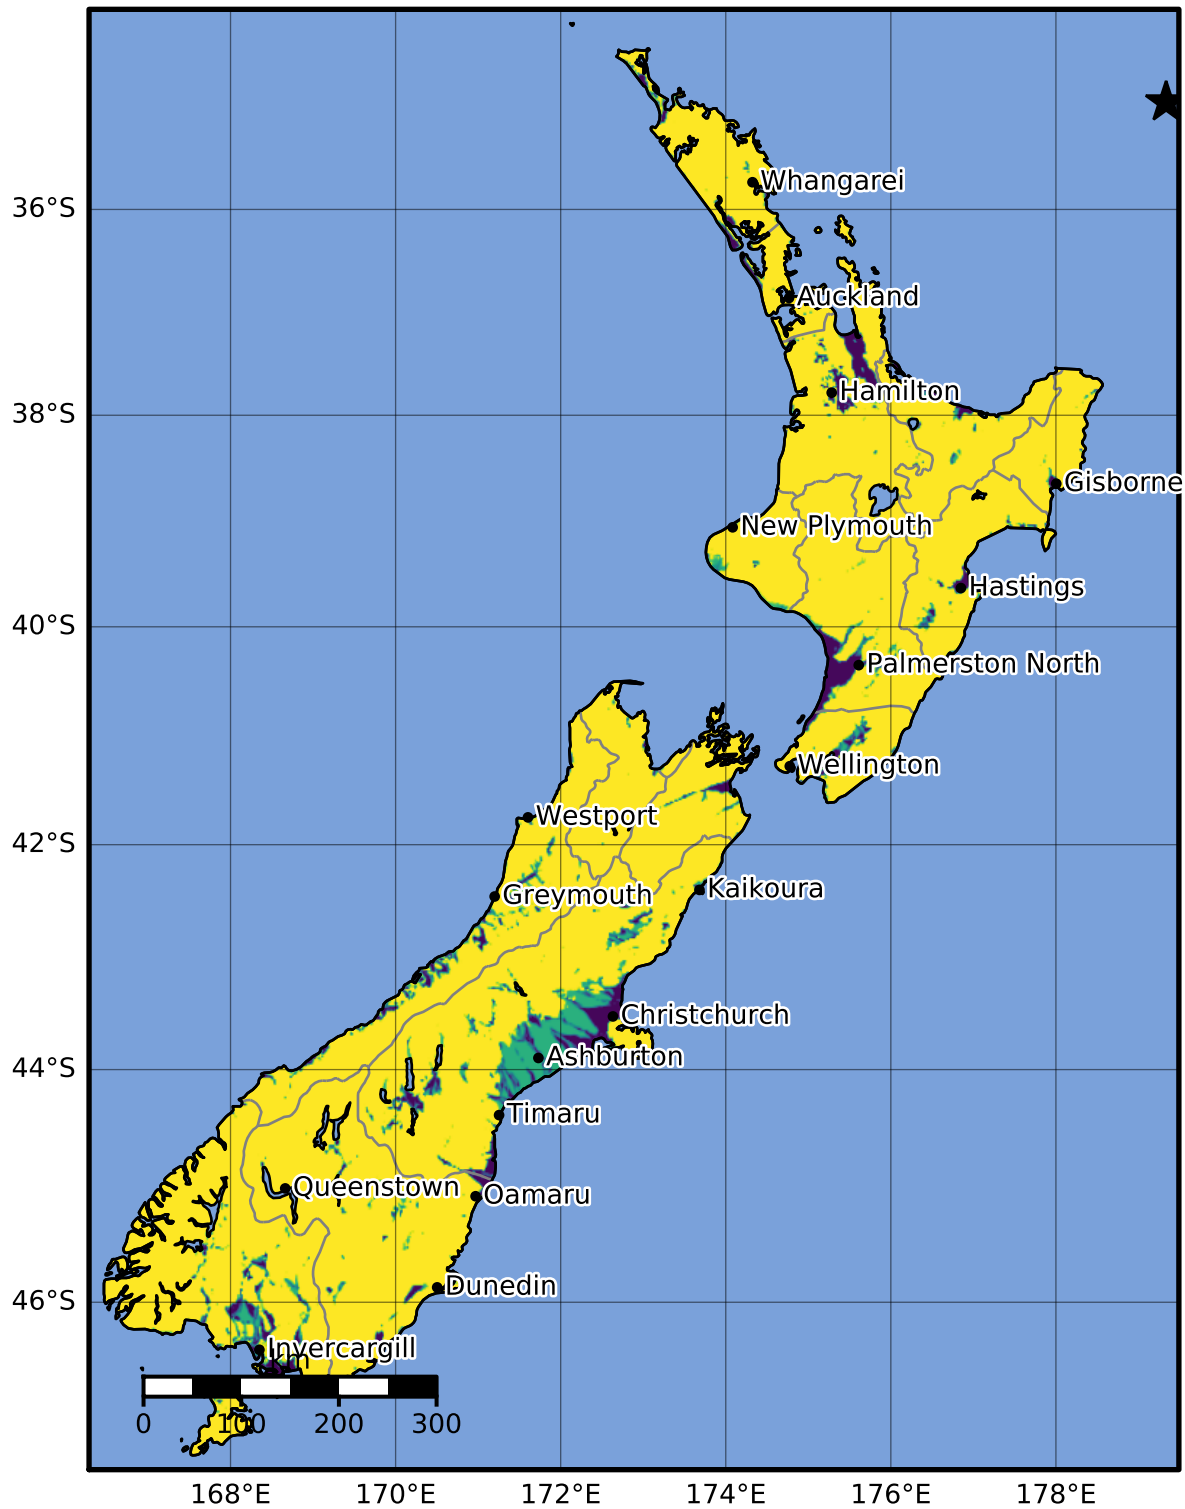 Whangarei
36°S
Auckland
Hamilton
38°S
Gisborne
New Plymouth
Hastings
40°S
Palmerston North
Wellington
Westport
42°S
Kaikoura
Greymouth
Christchurch
Ashburton
44°S
Timaru
Queenstown
Oamaru
Dunedin
46°S
Invercargill
km
0 100 200 300
168°E 170°E 172°E 174°E 176°E 178°E